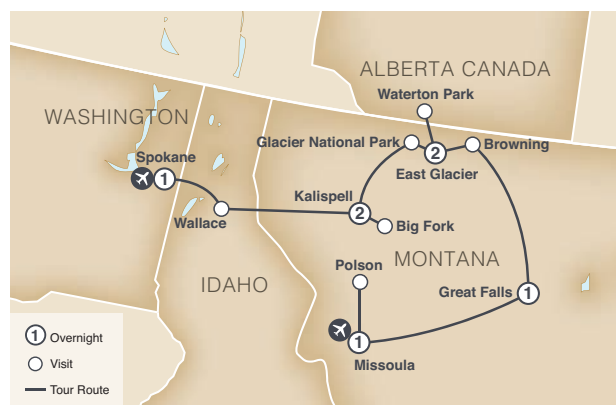 ALBERTA CANADA
Waterton Park
WASHINGTON
Glacier National Park
Browning
2
East Glacier
Spokane
1
Kalispell
2
Wallace
Big Fork
MONTANA
Polson
IDAHO
Great Falls
1
1
Missoula
1 Overnight
Visit
Tour Route